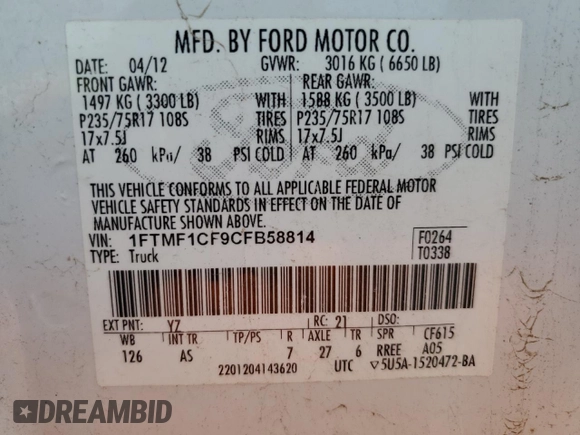 MFD. BY FORD MOTOR CO.
DATE: 04/12 GVWR: 3016 KG ( 6650 LB)
FRONT GAWR: REAR GAWR:
1497 KG ( 3300 LB) WITH 1588 KG ( 3500 LB) WITH
P235/75R17 108S TIRES P235/75R17 108S TIRES
17x7.5J RIMS 17x7.5J RIMS
AT 260 kPa/ 38 PSI COLD AT 260 kPa/ 38 PSI COLD
THIS VEHICLE CONFORMS TO ALL APPLICABLE FEDERAL MOTOR
VEHICLE SAFETY STANDARDS IN EFFECT ON THE DATE OF
MANUFACTURE SHOWN ABOVE.
VIN: 1FTMF1CF9CFB58814 F0264
TYPE: Truck T0338
EXT PNT: YZ RC: 21 DSO:
WB INT TR TP/PS R AXLE TR SPR CF615
126 AS 7 27 6 RREE A05
2201204143620 UTC ▽5U5A-1520472-BA
DREAMBID